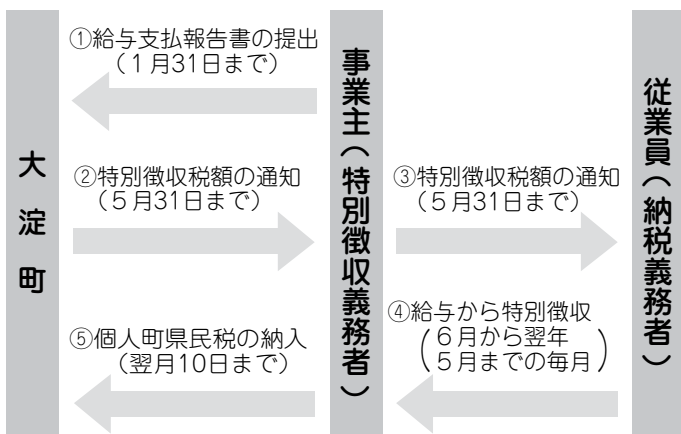 大淀町
①給与支払報告書の提出
（１月31日まで）
②特別徴収税額の通知
（５月31日まで）
⑤個人町県民税の納入
（翌月10日まで）
事業主（特別徴収義務者）
③特別徴収税額の通知
（５月31日まで）
④給与から特別徴収
（６月から翌年
５月までの毎月）
従業員（納税義務者）